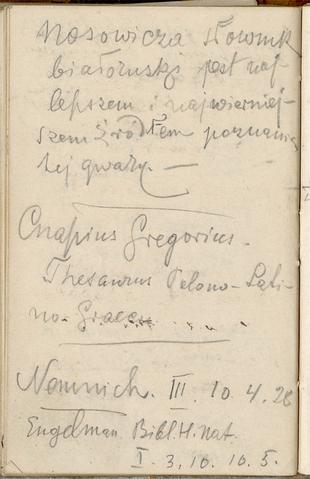 Nosowicza słownik
białoruski jest naj-
lepszem i najwierniej-
szem źródłem poznania
tej gwary. —
Cnapius Gregorius.
Thesaurus Polono-Lati-
no-Graecus
Nemnich. III. 10. 4. 28
Engelman Bibl. H. nat.
I. 3, 10. 10. 5.